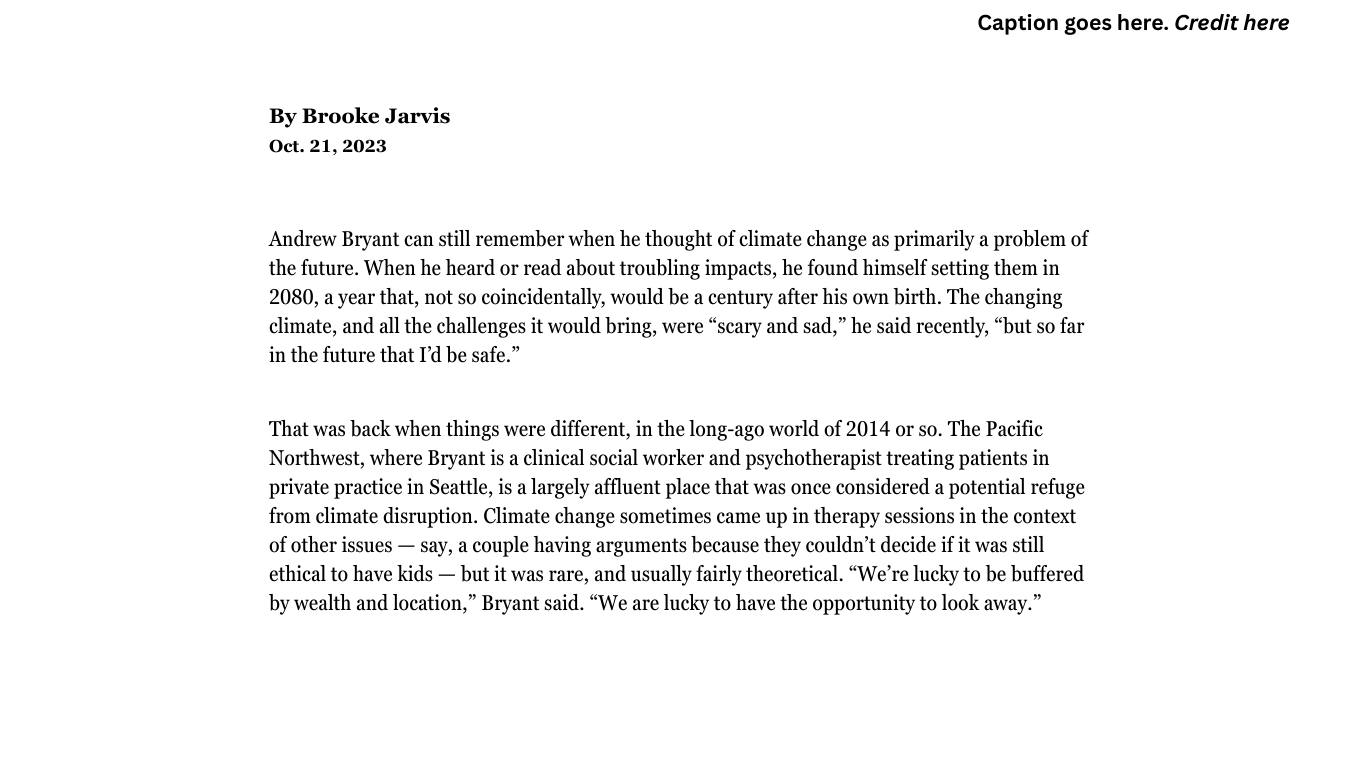 Caption goes here. Credit here
By Brooke Jarvis
Oct. 21, 2023
Andrew Bryant can still remember when he thought of climate change as primarily a problem of
the future. When he heard or read about troubling impacts, he found himself setting them in
2080, a year that, not so coincidentally, would be a century after his own birth. The changing
climate, and all the challenges it would bring, were “scary and sad,” he said recently, “but so far
in the future that I’d be safe.”
That was back when things were different, in the long-ago world of 2014 or so. The Pacific
Northwest, where Bryant is a clinical social worker and psychotherapist treating patients in
private practice in Seattle, is a largely affluent place that was once considered a potential refuge
from climate disruption. Climate change sometimes came up in therapy sessions in the context
of other issues — say, a couple having arguments because they couldn’t decide if it was still
ethical to have kids — but it was rare, and usually fairly theoretical. “We’re lucky to be buffered
by wealth and location,” Bryant said. “We are lucky to have the opportunity to look away.”